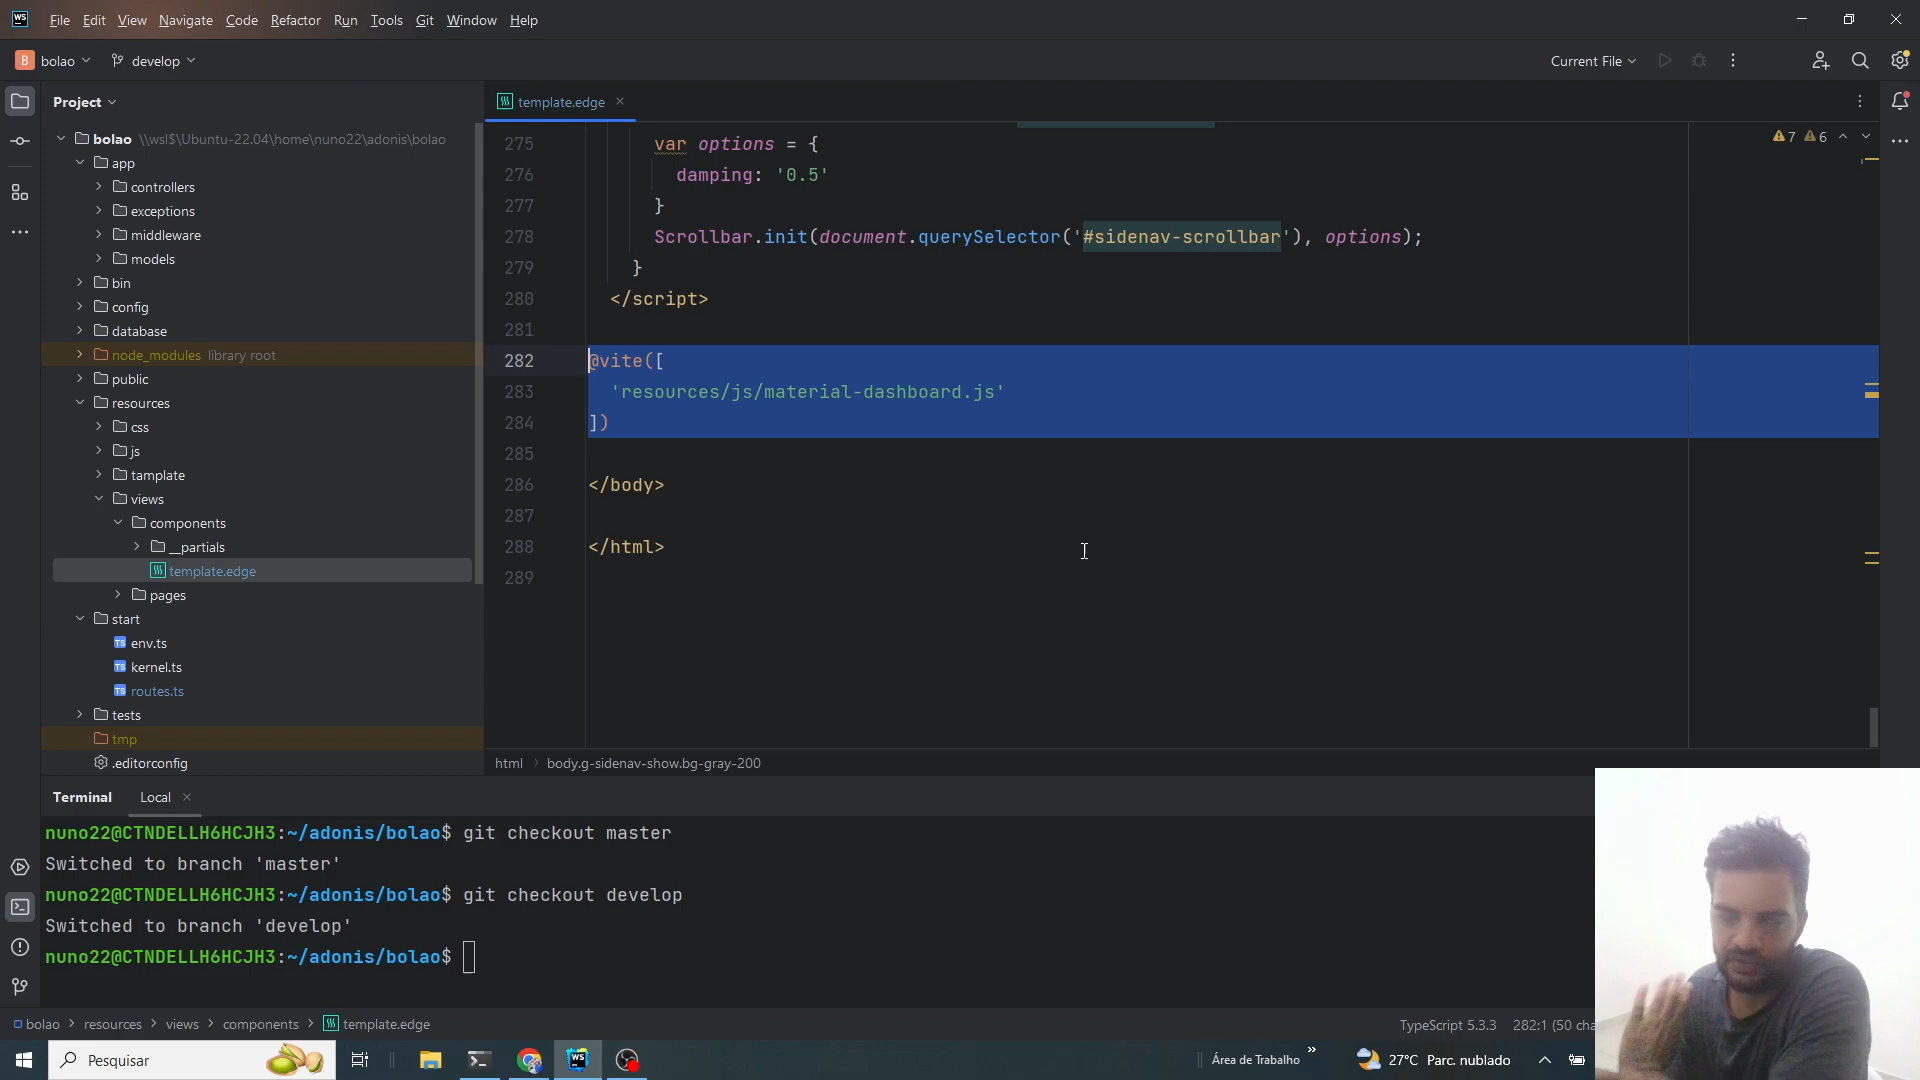 WS File Edit View Navigate Code Refactor Run Tools Git Window Help
B bolao develop Current File
Project
template.edge
bolao \\wsl$\Ubuntu-22.04\home\nuno22\adonis\bolao
app
controllers
exceptions
middleware
models
bin
config
database
node_modules library root
public
resources
css
js
tamplate
views
components
__partials
template.edge
pages
start
TS env.ts
TS kernel.ts
TS routes.ts
tests
tmp
.editorconfig
7 6
275 var options = {
276 damping: '0.5'
277 }
278 Scrollbar.init(document.querySelector('#sidenav-scrollbar'), options);
279 }
280 </script>
281
282 @vite([
283 'resources/js/material-dashboard.js'
284 ])
285
286 </body>
287
288 </html>
289
html body.g-sidenav-show.bg-gray-200
Terminal Local
nuno22@CTNDELLH6HCJH3:~/adonis/bolao$ git checkout master
Switched to branch 'master'
nuno22@CTNDELLH6HCJH3:~/adonis/bolao$ git checkout develop
Switched to branch 'develop'
nuno22@CTNDELLH6HCJH3:~/adonis/bolao$
bolao > resources > views > components > template.edge TypeScript 5.3.3 282:1 (50 cha
Pesquisar WS Área de Trabalho » 27°C Parc. nublado